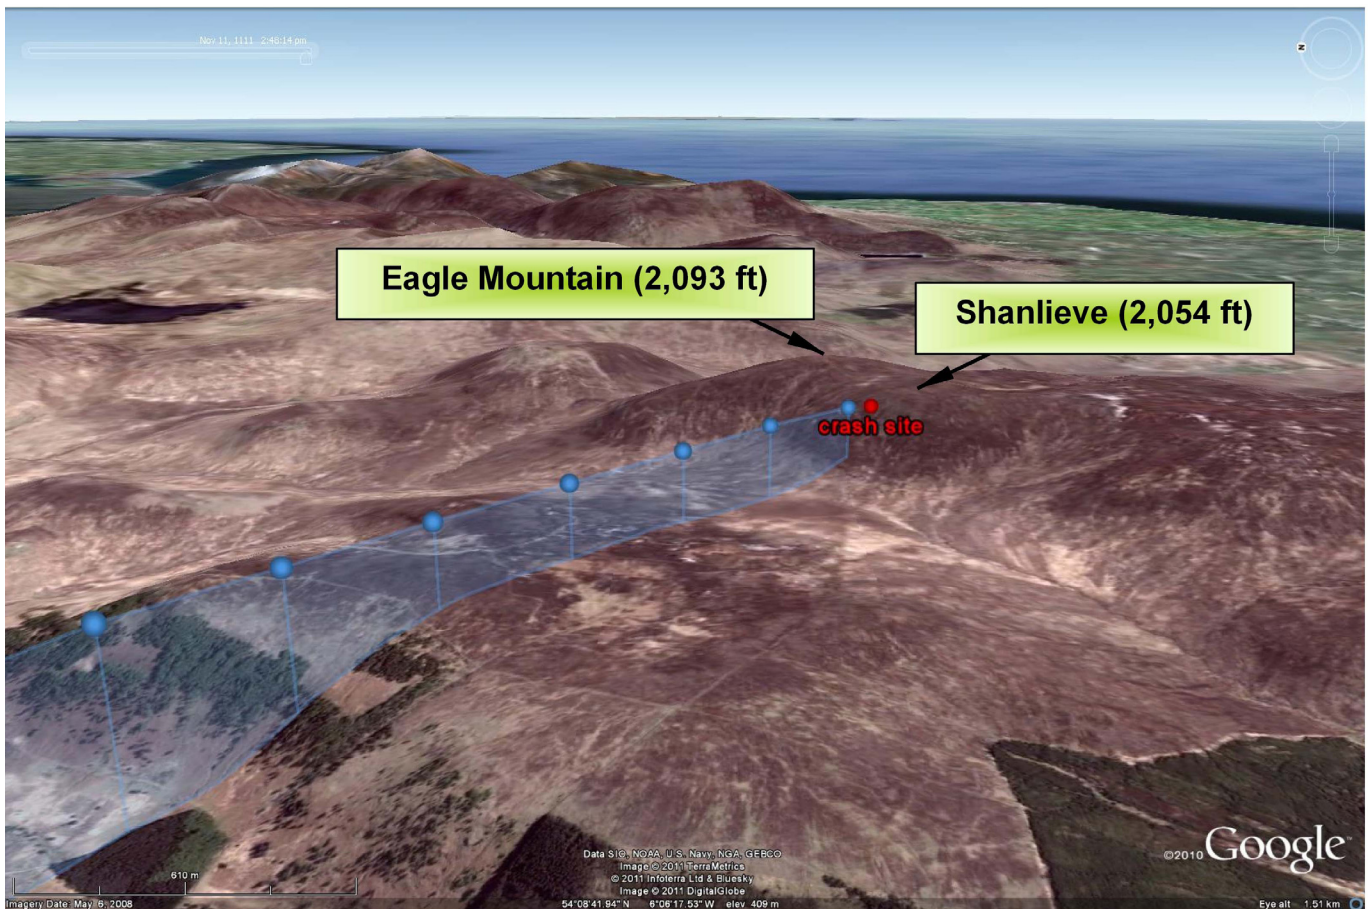 Nov 11, 1111 2:46:14 pm
N
Eagle Mountain (2,093 ft)
Shanlieve (2,054 ft)
crash site
Data SIO, NOAA, U.S. Navy, NGA, GEBCO
Image © 2011 TerraMetrics
© 2011 Infoterra Ltd & Bluesky
Image © 2011 DigitalGlobe
©2010 Google™
610 m
Imagery Date: May 6, 2008
54°08'41.94" N 6°06'17.53" W elev 409 m
Eye alt 1.51 km